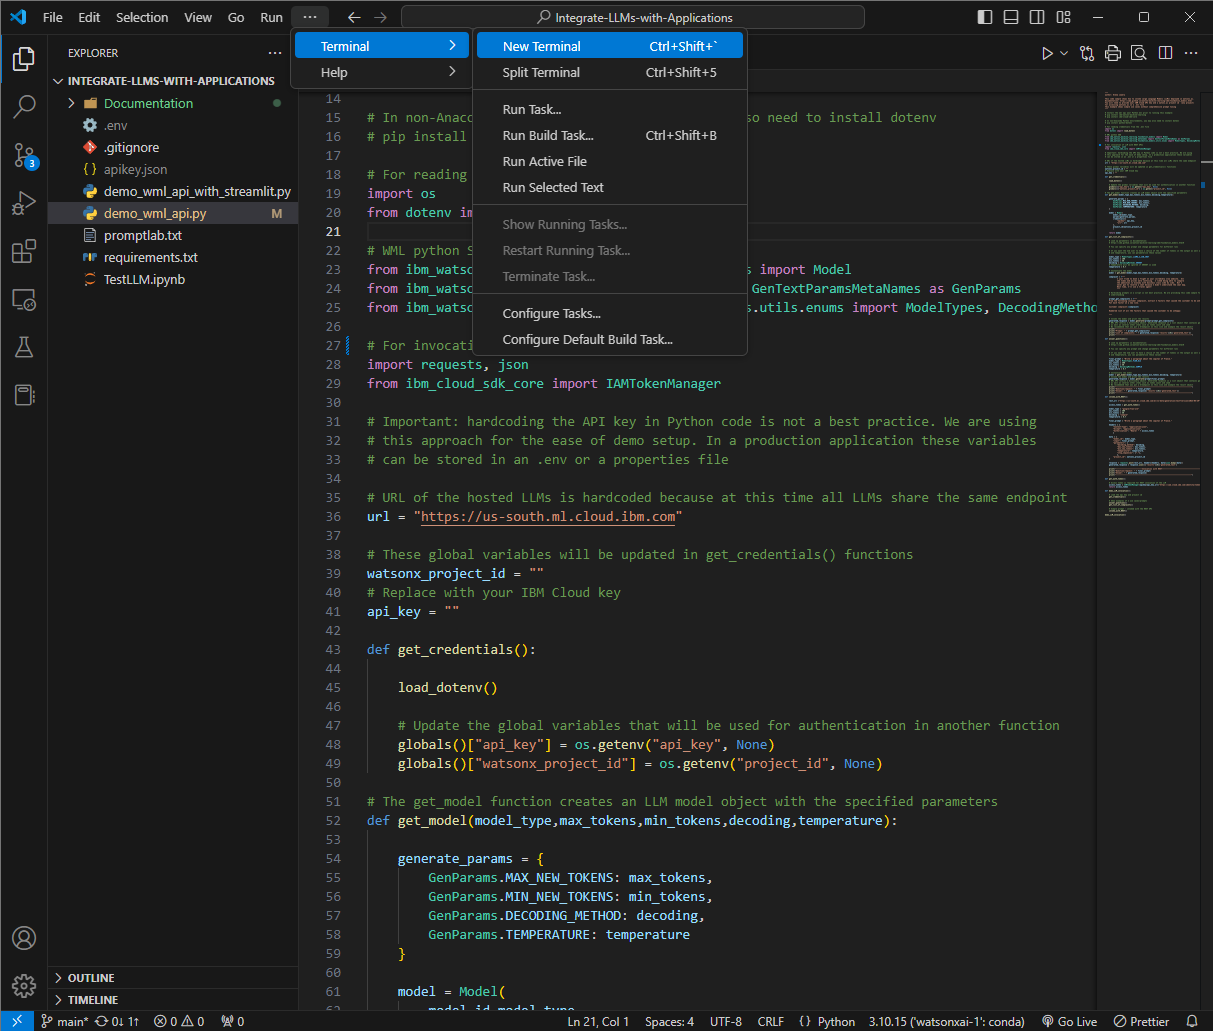 File Edit Selection View Go Run ··· Integrate-LLMs-with-Applications
Terminal
Help
New Terminal Ctrl+Shift+`
Split Terminal Ctrl+Shift+5
Run Task...
Run Build Task... Ctrl+Shift+B
Run Active File
Run Selected Text
Show Running Tasks...
Restart Running Task...
Terminate Task...
Configure Tasks...
Configure Default Build Task...
EXPLORER
INTEGRATE-LLMS-WITH-APPLICATIONS
Documentation
.env
.gitignore
{} apikey.json
demo_wml_api_with_streamlit.py
demo_wml_api.py M
promptlab.txt
requirements.txt
TestLLM.ipynb
3
OUTLINE
TIMELINE
14
15 # In non-Anaco so need to install dotenv
16 # pip install
17
18 # For reading
19 import os
20 from dotenv im
21
22 # WML python S
23 from ibm_watso s import Model
24 from ibm_watso GenTextParamsMetaNames as GenParams
25 from ibm_watso s.utils.enums import ModelTypes, DecodingMetho
26
27 # For invocati
28 import requests, json
29 from ibm_cloud_sdk_core import IAMTokenManager
30
31 # Important: hardcoding the API key in Python code is not a best practice. We are using
32 # this approach for the ease of demo setup. In a production application these variables
33 # can be stored in an .env or a properties file
34
35 # URL of the hosted LLMs is hardcoded because at this time all LLMs share the same endpoint
36 url = "https://us-south.ml.cloud.ibm.com"
37
38 # These global variables will be updated in get_credentials() functions
39 watsonx_project_id = ""
40 # Replace with your IBM Cloud key
41 api_key = ""
42
43 def get_credentials():
44
45 load_dotenv()
46
47 # Update the global variables that will be used for authentication in another function
48 globals()["api_key"] = os.getenv("api_key", None)
49 globals()["watsonx_project_id"] = os.getenv("project_id", None)
50
51 # The get_model function creates an LLM model object with the specified parameters
52 def get_model(model_type,max_tokens,min_tokens,decoding,temperature):
53
54 generate_params = {
55 GenParams.MAX_NEW_TOKENS: max_tokens,
56 GenParams.MIN_NEW_TOKENS: min_tokens,
57 GenParams.DECODING_METHOD: decoding,
58 GenParams.TEMPERATURE: temperature
59 }
60
61 model = Model(
62 model_id=model_type,
main* 0↓ 1↑ 0 0 0 Ln 21, Col 1 Spaces: 4 UTF-8 CRLF {} Python 3.10.15 ('watsonxai-1': conda) Go Live Prettier